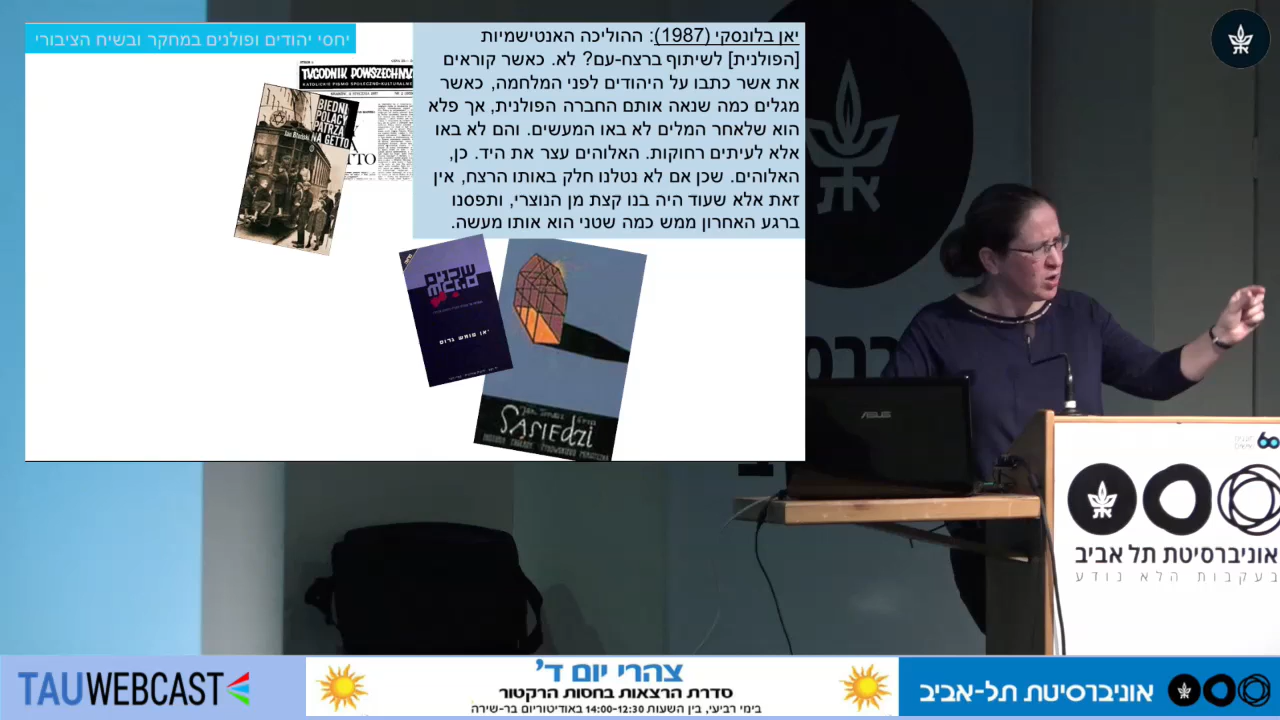 יחסי יהודים ופולנים במחקר ובשיח הציבורי
יאן בלונסקי (1987): ההוליכה האנטישמיות
[הפולנית] לשיתוף ברצח-עם? לא. כאשר קוראים
את אשר כתבו על היהודים לפני המלחמה, כאשר
מגלים כמה שנאה אותם החברה הפולנית, אך פלא
הוא שלאחר המלים לא באו המעשים. והם לא באו
אלא לעיתים רחוקות. האלוהים עצר את היד. כן,
האלוהים. שכן אם לא נטלנו חלק באותו הרצח, אין
זאת אלא שעוד היה בנו קצת מן הנוצרי, ותפסנו
ברגע האחרון ממש כמה שטני הוא אותו מעשה.
TYGODNIK POWSZECHNY
BIEDNI
POLACY
PATRZĄ
NA GETTO
שכנים
יאן טומש גרוס
Jan Tomasz Gross
SĄSIEDZI
ASUS
אוניברסיטת תל אביב
בעקבות הלא נודע
TAUWEBCAST
צהרי יום ד׳
סדרת הרצאות בחסות הרקטור
בימי רביעי, בין השעות 14:00-12:30 באודיטוריום בר-שירה
אוניברסיטת תל-אביב